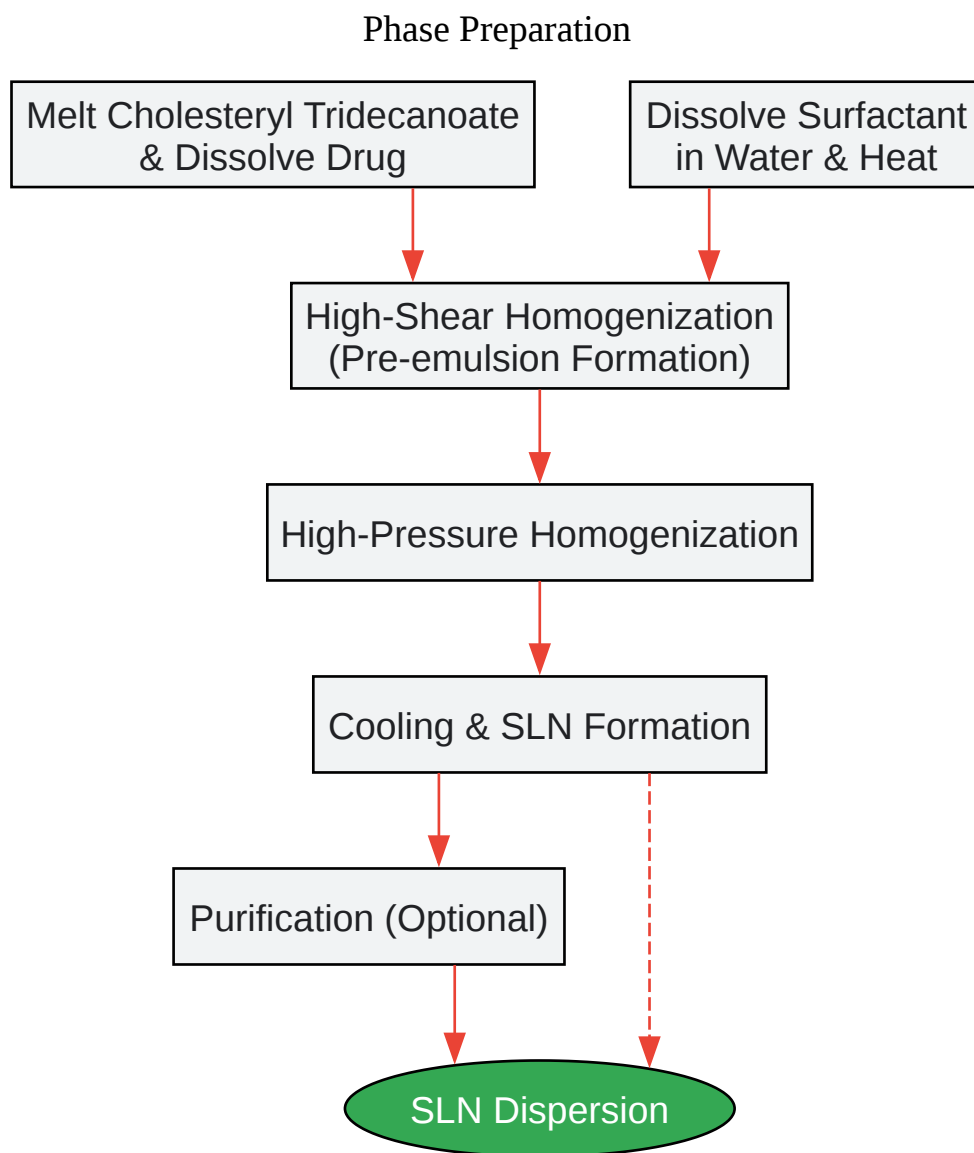 Phase Preparation
Melt Cholesteryl Tridecanoate
& Dissolve Drug
Dissolve Surfactant
in Water & Heat
High-Shear Homogenization
(Pre-emulsion Formation)
High-Pressure Homogenization
Cooling & SLN Formation
Purification (Optional)
SLN Dispersion